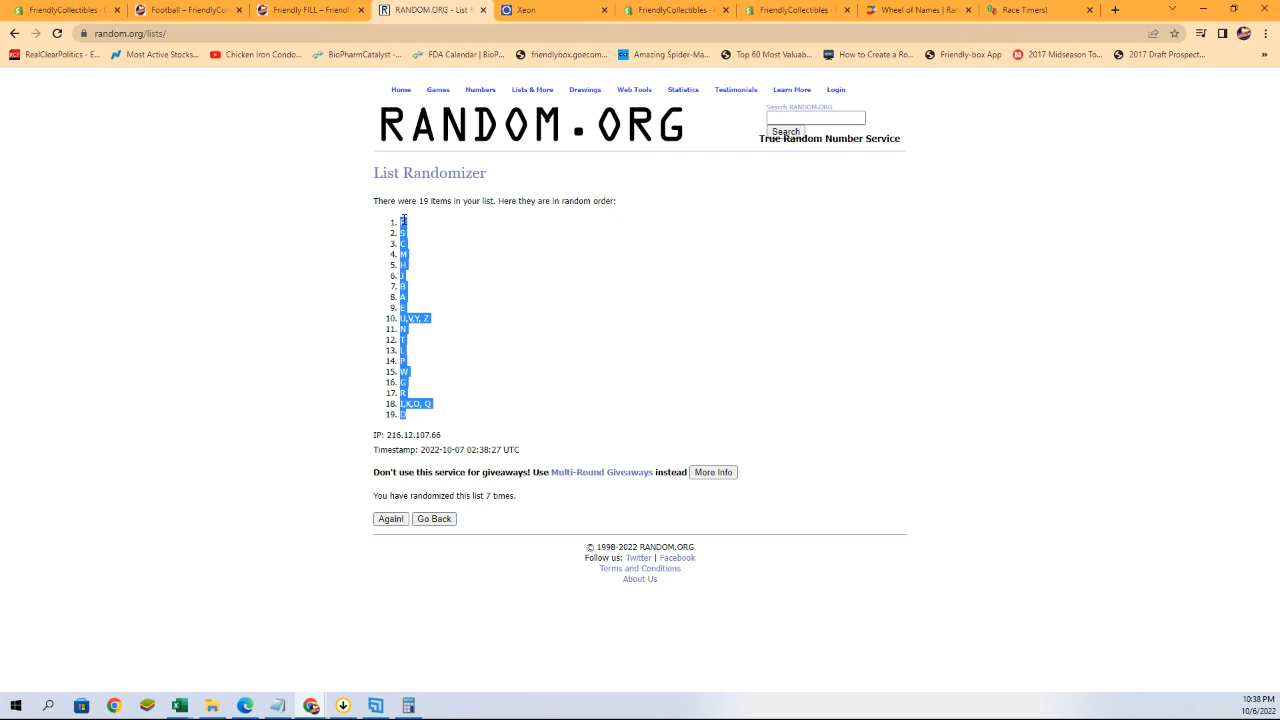 FriendlyCollectibles - C
Football – FriendlyCol
Friendly FILL – FriendlyC
RANDOM.ORG - List R
Xeon
FriendlyCollectibles - C
FriendlyCollectibles - C
Wheel of Names | Ran
Race Timers!
random.org/lists/
RealClearPolitics - E...
Most Active Stocks...
Chicken Iron Condo...
BioPharmCatalyst -...
FDA Calendar | BioP...
friendlybox.goecom...
Amazing Spider-Ma...
Top 60 Most Valuab...
How to Create a Ro...
Friendly-box App
2017 Midseason To...
2017 Draft Prospect...
Home Games Numbers Lists & More Drawings Web Tools Statistics Testimonials Learn More Login
RANDOM.ORG
Search RANDOM.ORG
Search
True Random Number Service
List Randomizer
There were 19 items in your list. Here they are in random order:
1. F
2. S
3. C
4. M
5. H
6. J
7. B
8. A
9. E
10. U,V,Y, Z
11. N
12. T
13. L
14. P
15. W
16. G
17. R
18. I,K,O, Q
19. D
IP: 216.12.107.66
Timestamp: 2022-10-07 02:38:27 UTC
Don't use this service for giveaways! Use Multi-Round Giveaways instead More Info
You have randomized this list 7 times.
Again! Go Back
© 1998-2022 RANDOM.ORG
Follow us: Twitter | Facebook
Terms and Conditions
About Us
10:38 PM
10/6/2022